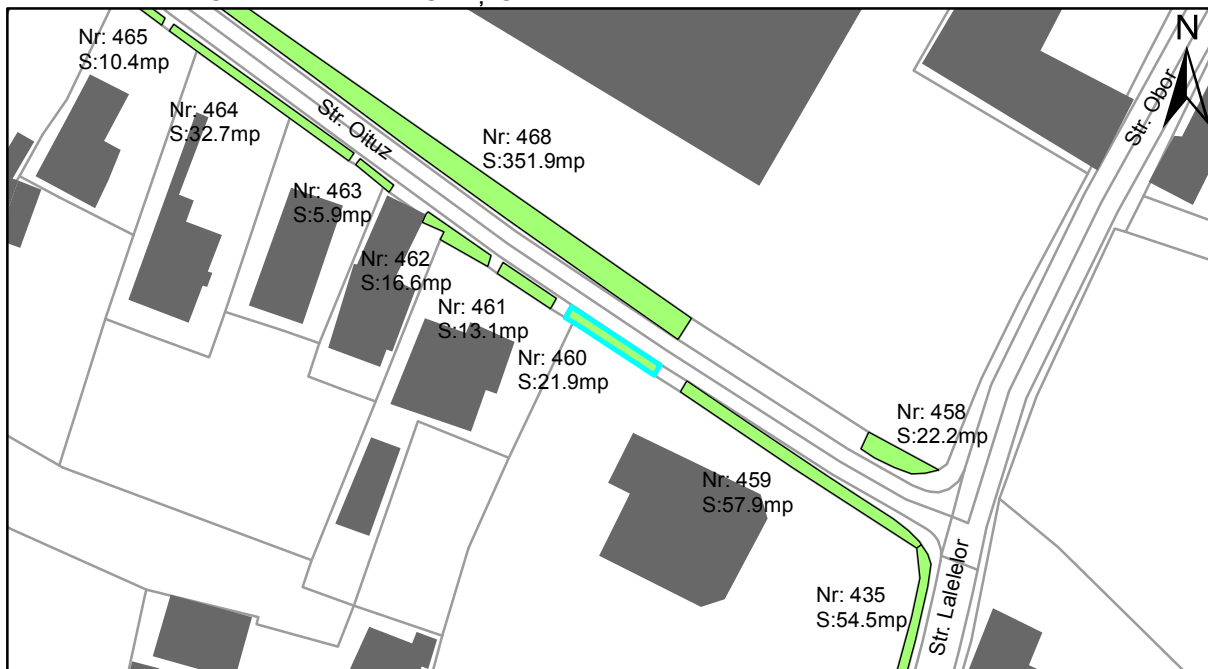 N
Nr: 465
S:10.4mp
Nr: 464
S:32.7mp
Str. Oituz
Nr: 468
S:351.9mp
Str. Obor
Nr: 463
S:5.9mp
Nr: 462
S:16.6mp
Nr: 461
S:13.1mp
Nr: 460
S:21.9mp
Nr: 458
S:22.2mp
Nr: 459
S:57.9mp
Nr: 435
S:54.5mp
Str. Lalelelor